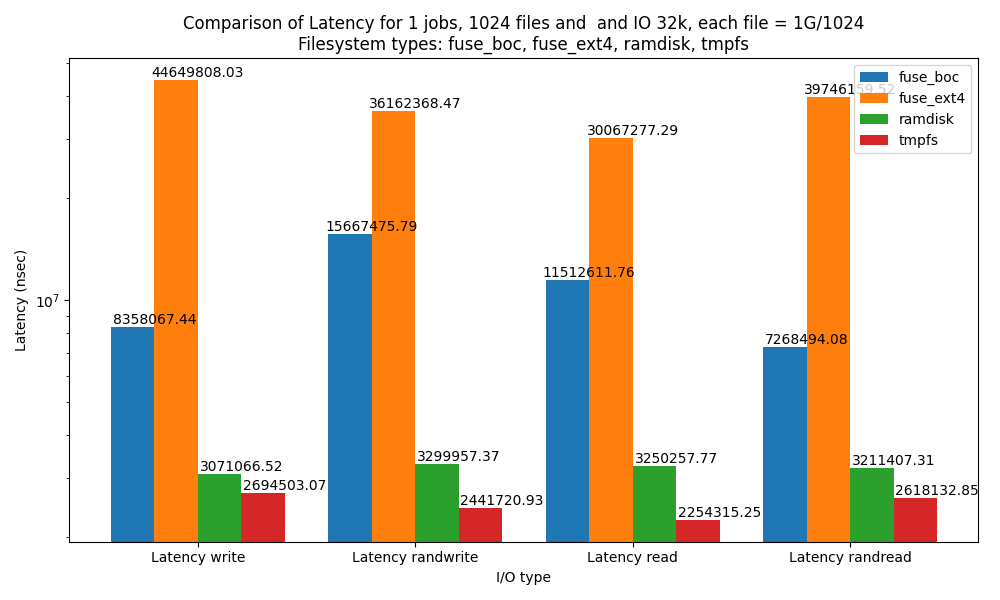 Comparison of Latency for 1 jobs, 1024 files and  and IO 32k, each file = 1G/1024
Filesystem types: fuse_boc, fuse_ext4, ramdisk, tmpfs
fuse_boc
fuse_ext4
ramdisk
tmpfs
44649808.03
36162368.47
30067277.29
39746159.52
8358067.44
15667475.79
11512611.76
7268494.08
3071066.52
3299957.37
3250257.77
3211407.31
2694503.07
2441720.93
2254315.25
2618132.85
Latency (nsec)
10^7
Latency write
Latency randwrite
Latency read
Latency randread
I/O type